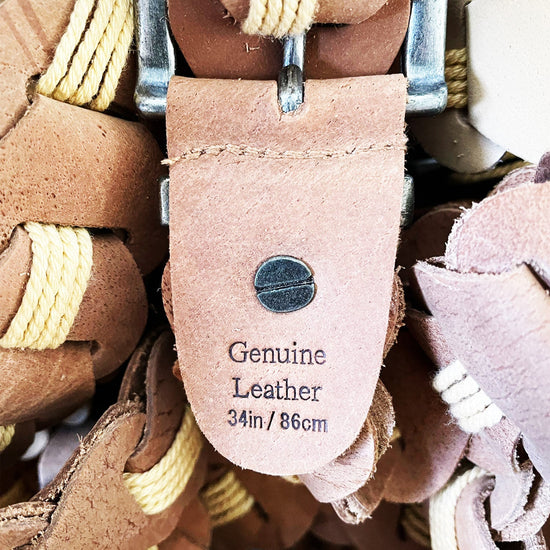 Genuine
Leather
34in / 86cm